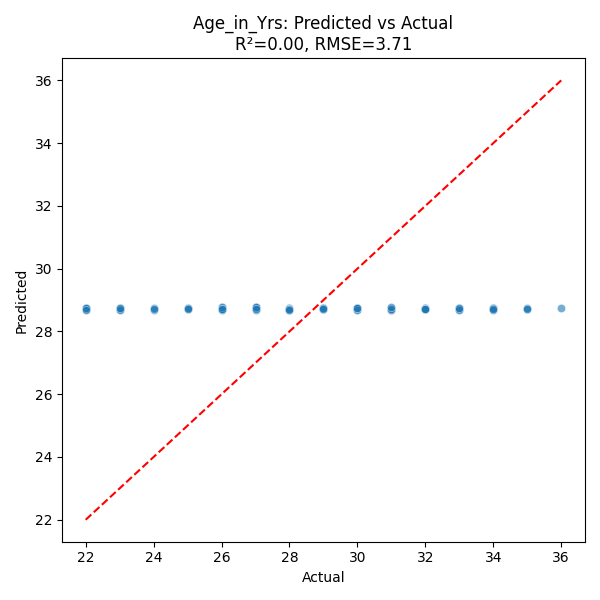 Age_in_Yrs: Predicted vs Actual
R²=0.00, RMSE=3.71
36
34
32
30
28
26
24
22
Predicted
22 24 26 28 30 32 34 36
Actual